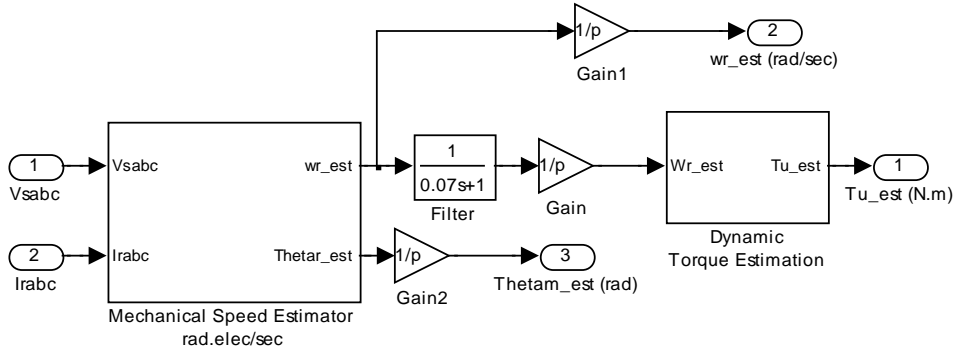 1/p
2
Gain1
wr_est (rad/sec)
1
Vsabc
Vsabc
wr_est
1
0.07s+1
Filter
1/p
Gain
Wr_est
Tu_est
1
Tu_est (N.m)
Dynamic
Torque Estimation
2
Irabc
Irabc
Thetar_est
1/p
Gain2
3
Thetam_est (rad)
Mechanical Speed Estimator
rad.elec/sec